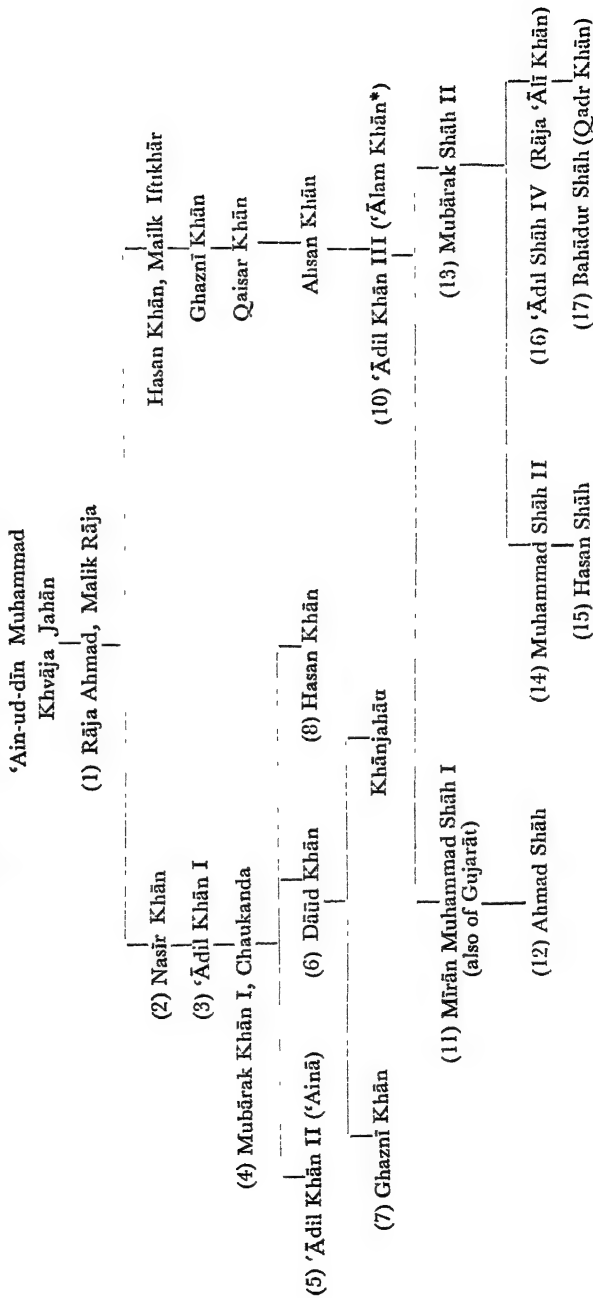 ‘Ain-ud-dīn Muhammad
Khvāja Jahān
(1) Rāja Ahmad, Malik Rāja
(2) Nasīr Khān
Hasan Khān, Mailk Iftikhār
(3) ‘Ādil Khān I
Ghaznī Khān
(4) Mubārak Khān I, Chaukanda
Qaisar Khān
(5) ‘Ādil Khān II (‘Ainā)
(6) Dāūd Khān
(8) Hasan Khān
Ahsan Khān
(7) Ghaznī Khān
Khānjahāu
(10) ‘Ādil Khān III (‘Ālam Khān*)
(11) Mīrān Muhammad Shāh I
(also of Gujarāt)
(13) Mubārak Shāh II
(12) Ahmad Shāh
(14) Muhammad Shāh II
(16) ‘Ādil Shāh IV (Rāja ‘Ālī Khān)
(15) Hasan Shāh
(17) Bahādur Shāh (Qadr Khān)